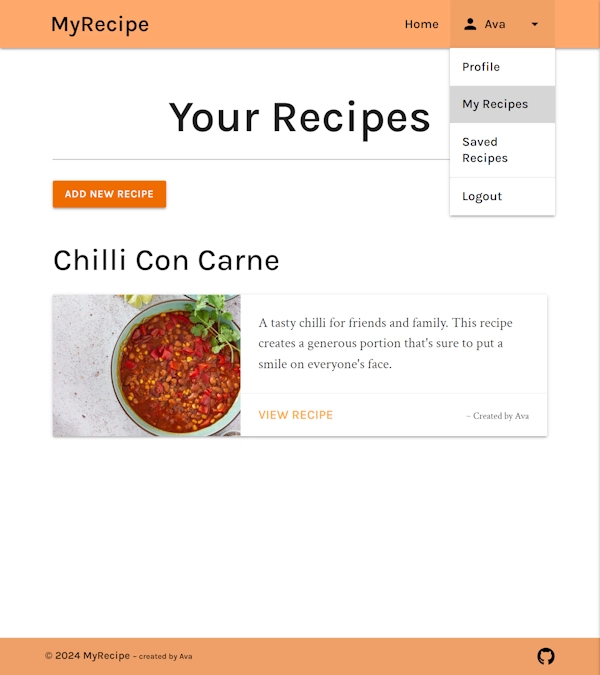 MyRecipe
Home
Ava
Profile
My Recipes
Saved
Recipes
Logout
Your Recipes
ADD NEW RECIPE
Chilli Con Carne
A tasty chilli for friends and family. This recipe
creates a generous portion that's sure to put a
smile on everyone's face.
VIEW RECIPE
~ Created by Ava
© 2024 MyRecipe ~ created by Ava